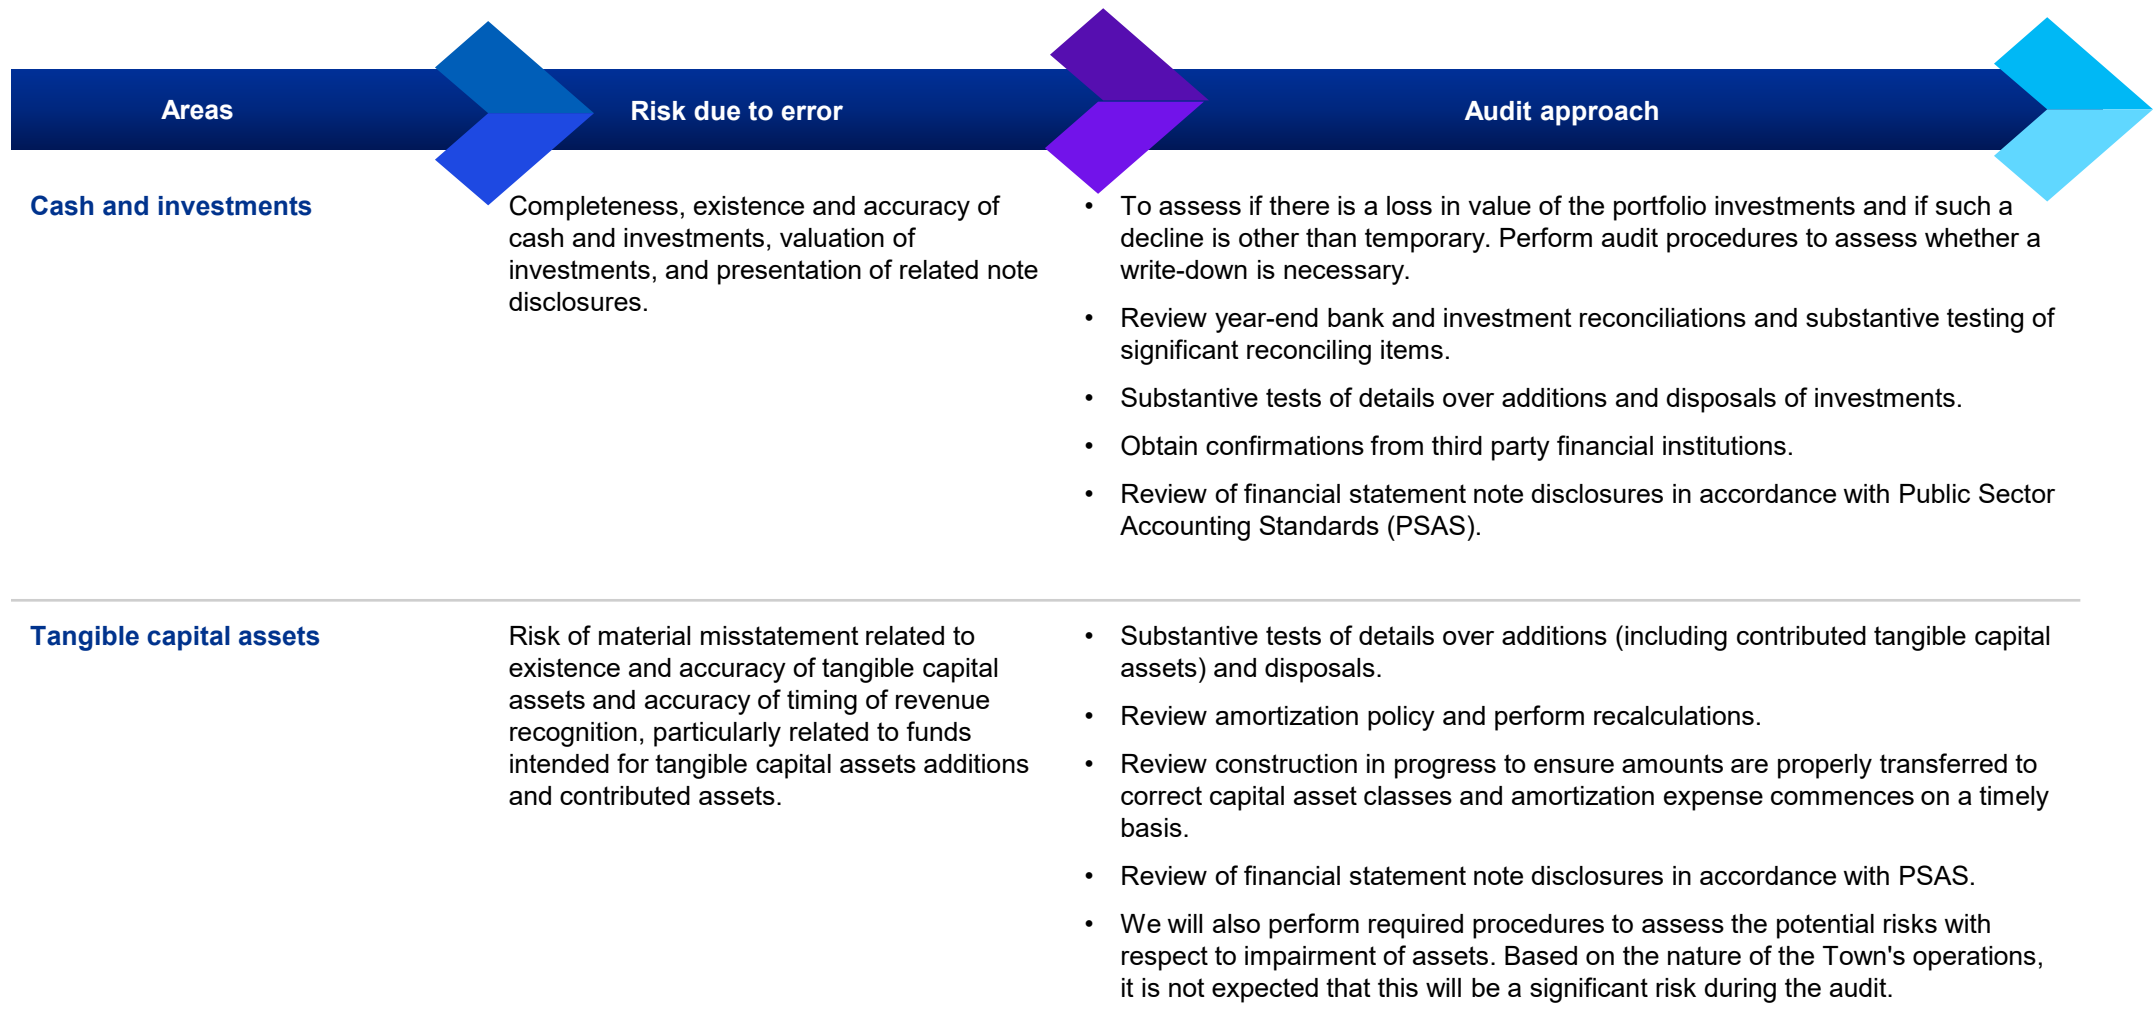 Areas
Risk due to error
Audit approach
Cash and investments
Completeness, existence and accuracy of
cash and investments, valuation of
investments, and presentation of related note
disclosures.
• To assess if there is a loss in value of the portfolio investments and if such a
decline is other than temporary. Perform audit procedures to assess whether a
write-down is necessary.
• Review year-end bank and investment reconciliations and substantive testing of
significant reconciling items.
• Substantive tests of details over additions and disposals of investments.
• Obtain confirmations from third party financial institutions.
• Review of financial statement note disclosures in accordance with Public Sector
Accounting Standards (PSAS).
Tangible capital assets
Risk of material misstatement related to
existence and accuracy of tangible capital
assets and accuracy of timing of revenue
recognition, particularly related to funds
intended for tangible capital assets additions
and contributed assets.
• Substantive tests of details over additions (including contributed tangible capital
assets) and disposals.
• Review amortization policy and perform recalculations.
• Review construction in progress to ensure amounts are properly transferred to
correct capital asset classes and amortization expense commences on a timely
basis.
• Review of financial statement note disclosures in accordance with PSAS.
• We will also perform required procedures to assess the potential risks with
respect to impairment of assets. Based on the nature of the Town's operations,
it is not expected that this will be a significant risk during the audit.